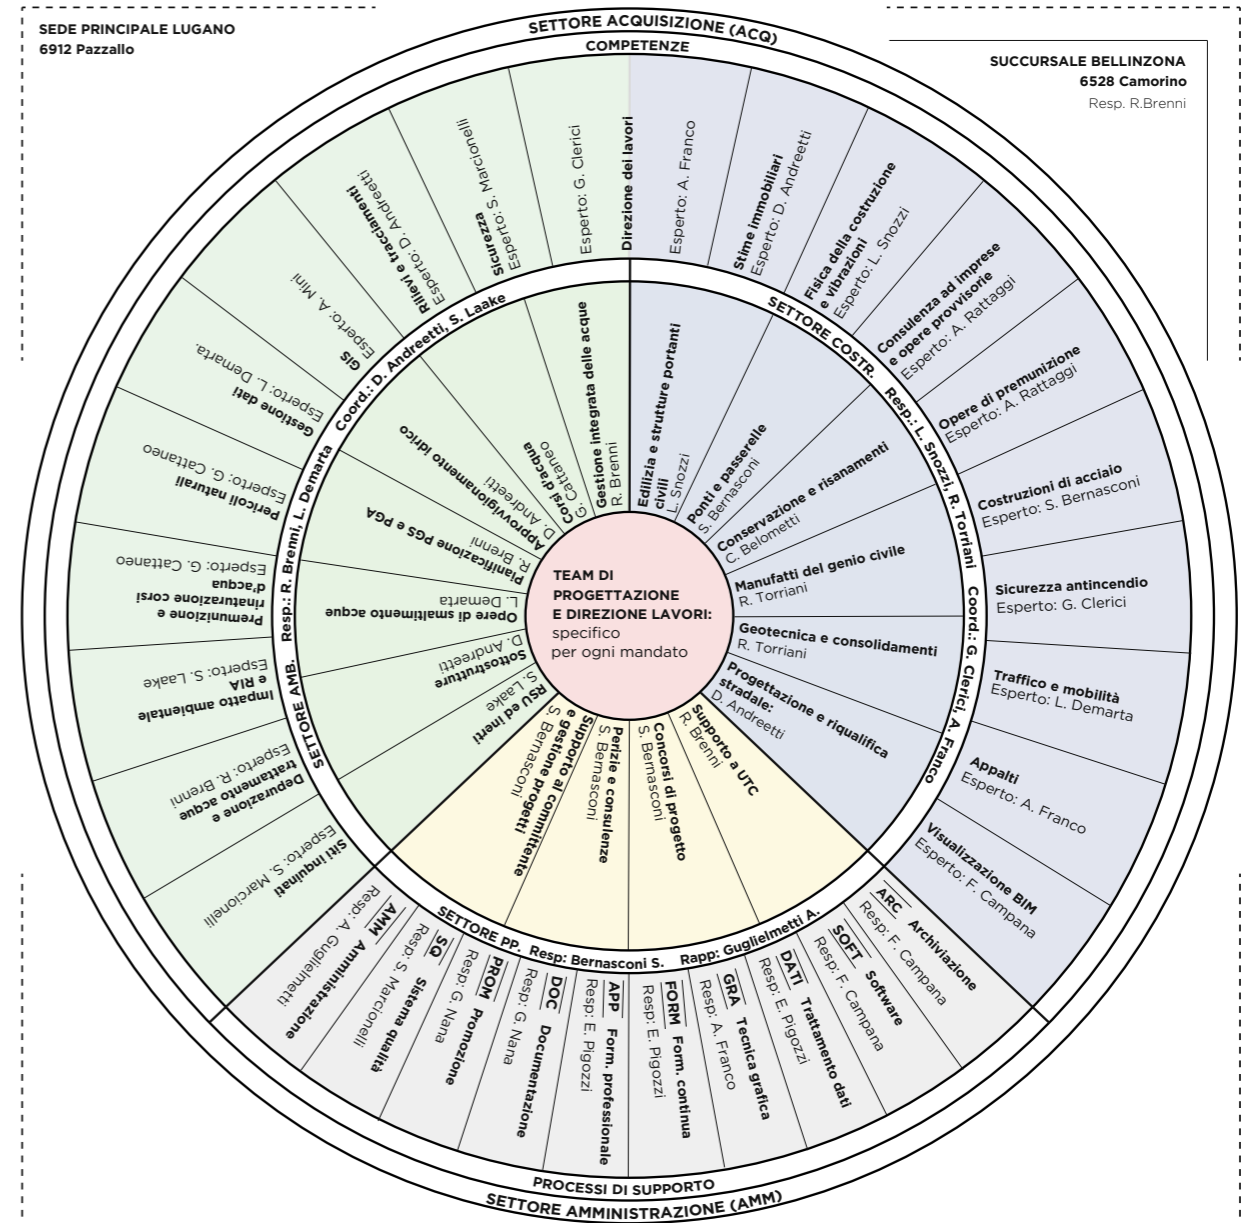 SEDE PRINCIPALE LUGANO
6912 Pazzallo
SUCCURSALE BELLINZONA
6528 Camorino
Resp. R.Brenni
SETTORE ACQUISIZIONE (ACQ)
COMPETENZE
Direzione dei lavori
Esperto: A. Franco
Stime immobiliari
Esperto: D. Andreetti
Fisica della costruzione
e vibrazioni
Esperto: L. Snozzi
Consulenza ad imprese
e opere provvisorie
Esperto: A. Rattaggi
Opere di premunizione
Esperto: A. Rattaggi
Costruzioni di acciaio
Esperto: S. Bernasconi
Sicurezza antincendio
Esperto: G. Clerici
Traffico e mobilità
Esperto: L. Demarta
Appalti
Esperto: A. Franco
Visualizzazione BIM
Esperto: F. Campana
ARC Archiviazione
Resp: F. Campana
SOFT Software
Resp: F. Campana
DATI Trattamento dati
Resp: E. Pigozzi
GRA Tecnica grafica
Resp: A. Franco
FORM Form. continua
Resp: E. Pigozzi
APP Form. professionale
Resp: E. Pigozzi
DOC Documentazione
Resp: G. Nana
PROM Promozione
Resp: G. Nana
SQ Sistema qualità
Resp: S. Marcionelli
AMM Amministrazione
Resp: A. Guglielmetti
Siti inquinati
Esperto: S. Marcionelli
Depurazione e
trattamento acque
Esperto: R. Brenni
Impatto ambientale
e RIA
Esperto: S. Laake
Premunizione e
rinaturazione corsi
d'acqua
Esperto: G. Cattaneo
Pericoli naturali
Esperto: G. Cattaneo
Gestione dati
Esperto: L. Demarta.
GIS
Esperto: A. Mini
Rilievi e tracciamenti
Esperto: D. Andreetti
Sicurezza
Esperto: S. Marcionelli
Esperto: G. Clerici
SETTORE COSTR. Resp.: L. Snozzi, R. Torriani Coord.: G. Clerici, A. Franco
Edilizia e strutture portanti
civili
L. Snozzi
Ponti e passerelle
S. Bernasconi
Conservazione e risanamenti
C. Belometti
Manufatti del genio civile
R. Torriani
Geotecnica e consolidamenti
R. Torriani
Progettazione e riqualifica
stradale:
D. Andreetti
SETTORE PP. Resp: Bernasconi S. Rapp: Guglielmetti A.
Supporto a UTC
R. Brenni
Concorsi di progetto
S. Bernasconi
Perizie e consulenze
S. Bernasconi
Supporto al committente
e gestione progetti
S. Bernasconi
SETTORE AMB. Resp.: R. Brenni, L. Demarta Coord.: D. Andreetti, S. Laake
RSU ed inerti
S. Laake
Sottostrutture
D. Andreetti
Opere di smaltimento acque
L. Demarta
Pianificazione PGS e PGA
R. Brenni
Approvvigionamento idrico
D. Andreetti
Corsi d'acqua
G. Cattaneo
Gestione integrata delle acque
R. Brenni
TEAM DI
PROGETTAZIONE
E DIREZIONE LAVORI:
specifico
per ogni mandato
PROCESSI DI SUPPORTO
SETTORE AMMINISTRAZIONE (AMM)